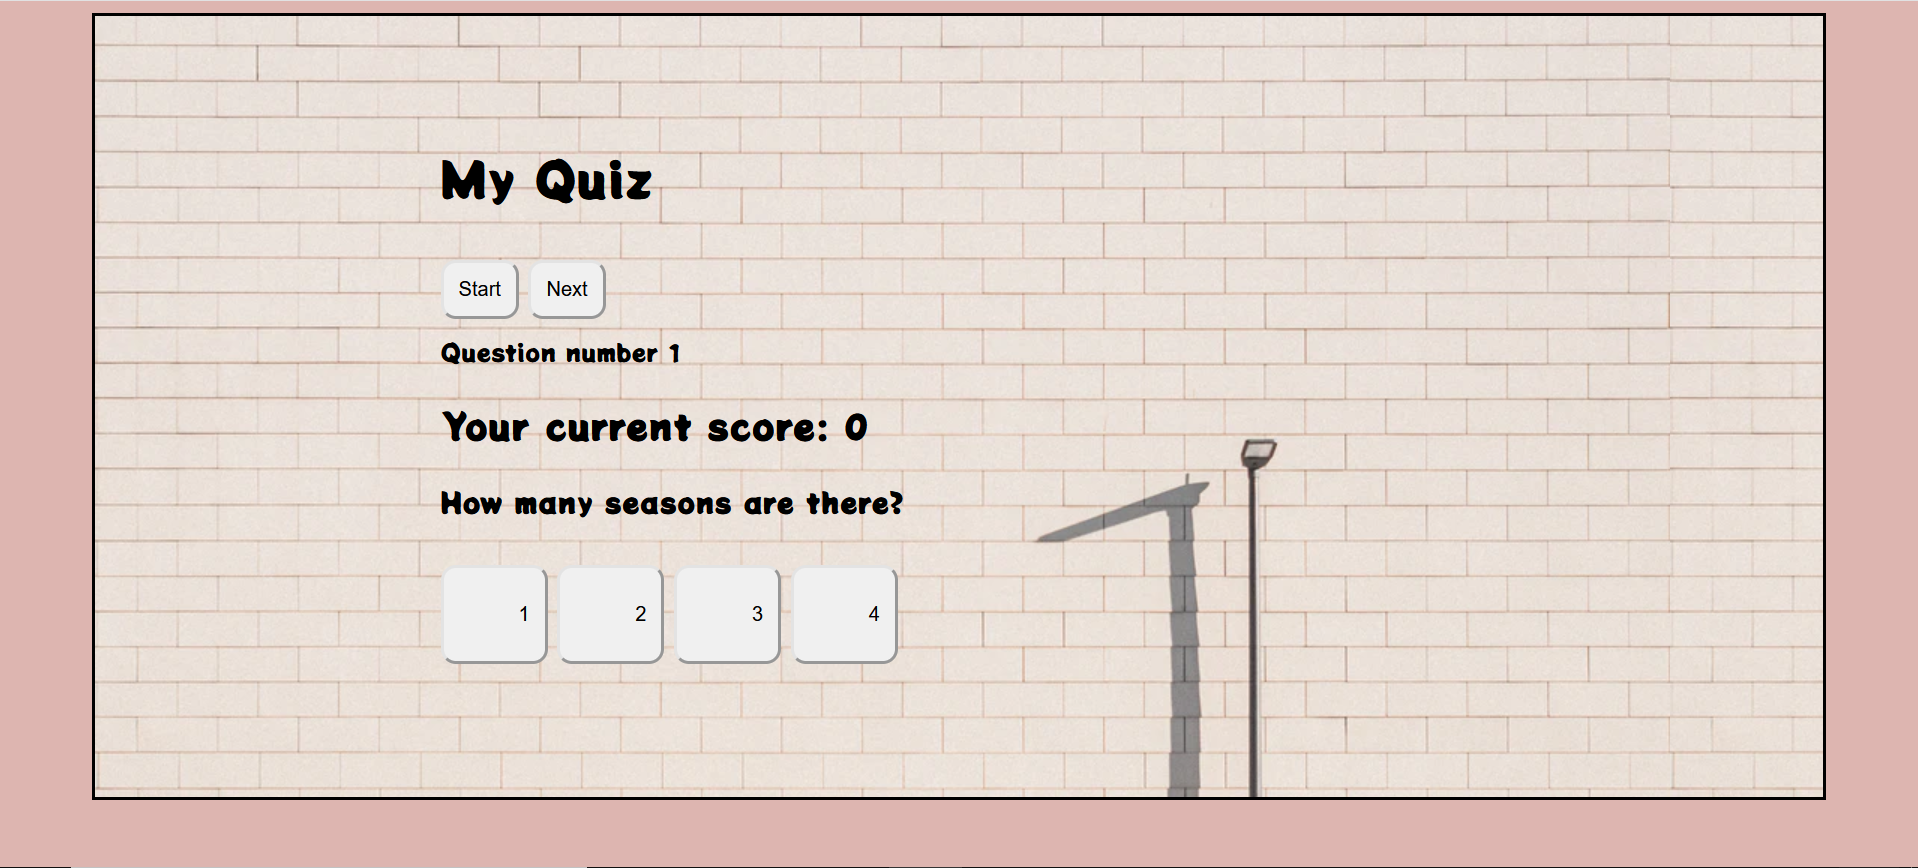 My Quiz
Start Next
Question number 1
Your current score: 0
How many seasons are there?
1 2 3 4